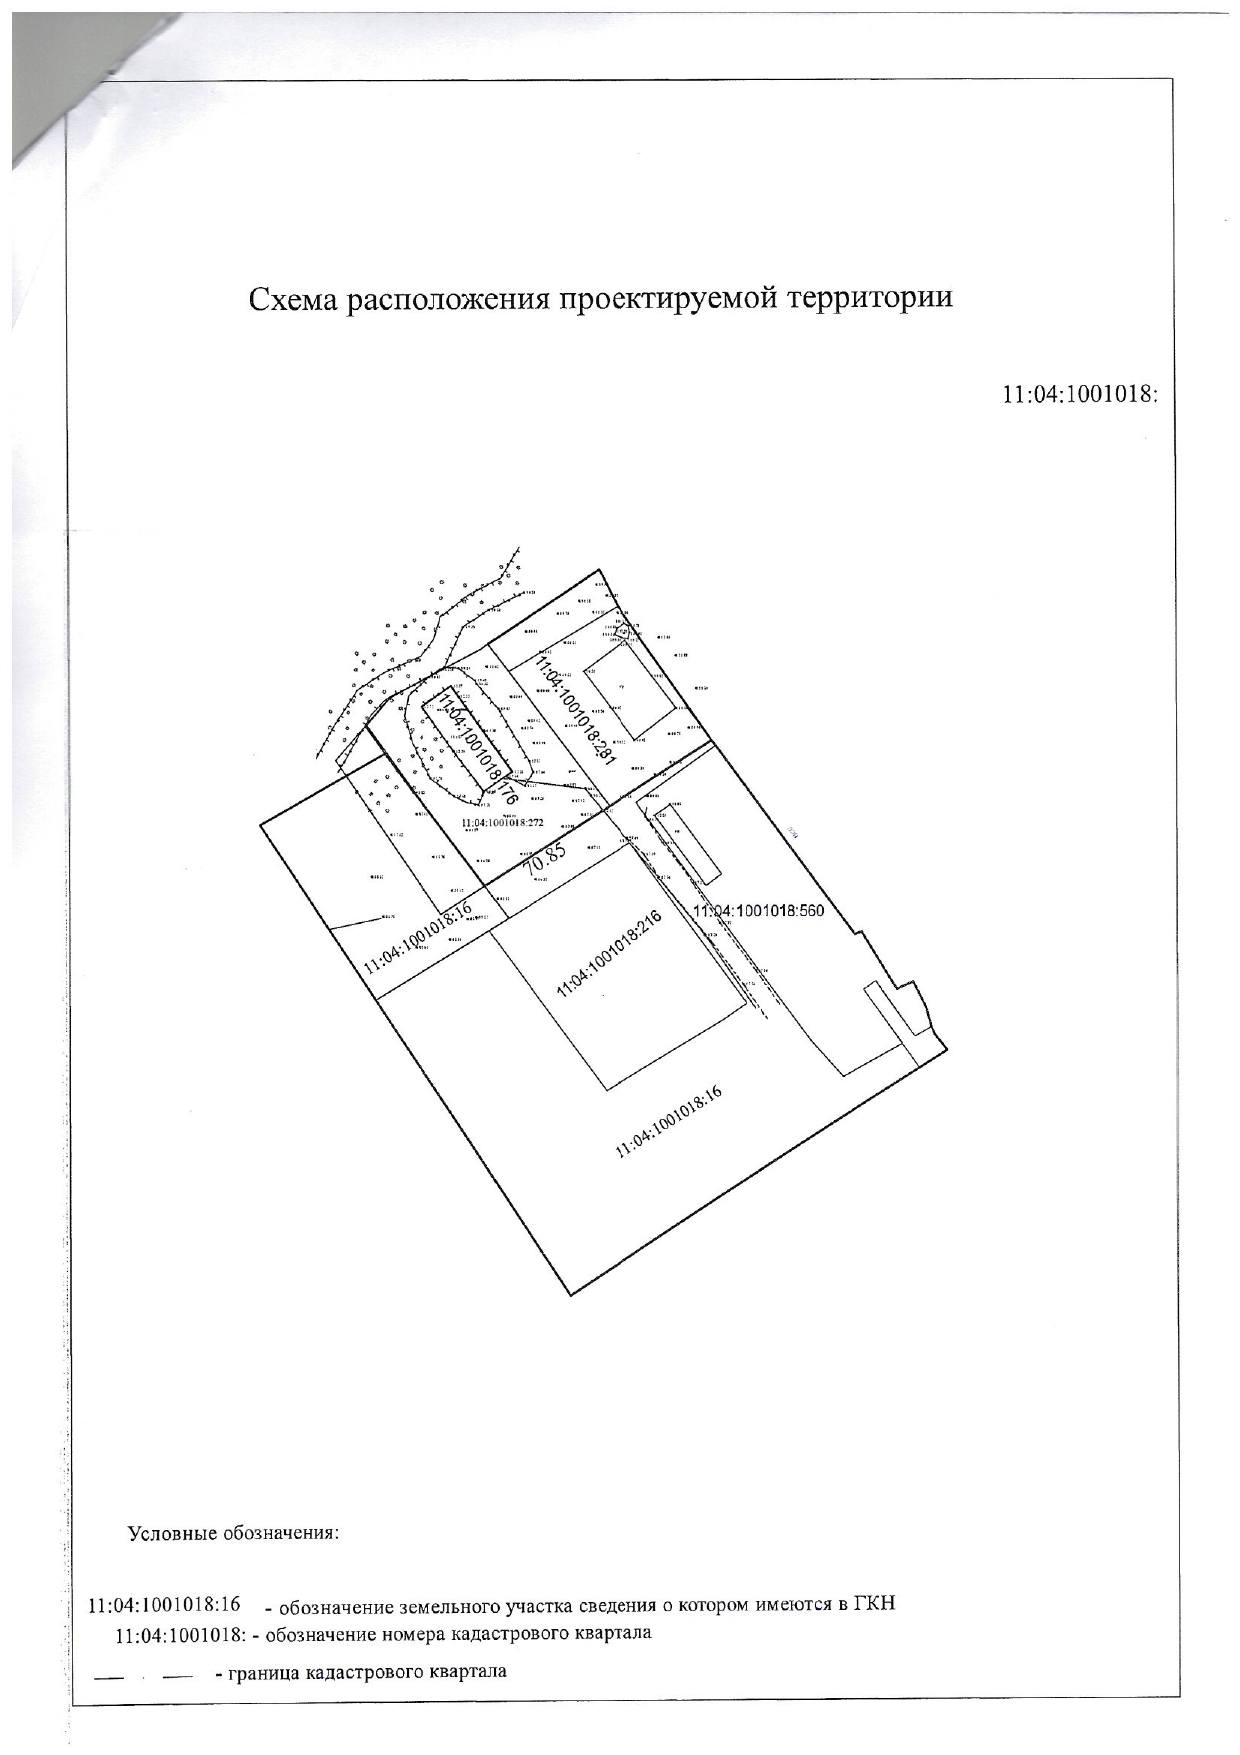 Схема расположения проектируемой территории
11:04:1001018:
11:04:1001018:281
11:04:1001018:176
11:04:1001018:272
70.85
11:04:1001018:16
11:04:1001018:216
11:04:1001018:560
11:04:1001018:16
Условные обозначения:
11:04:1001018:16 - обозначение земельного участка сведения о котором имеются в ГКН
11:04:1001018: - обозначение номера кадастрового квартала
- граница кадастрового квартала